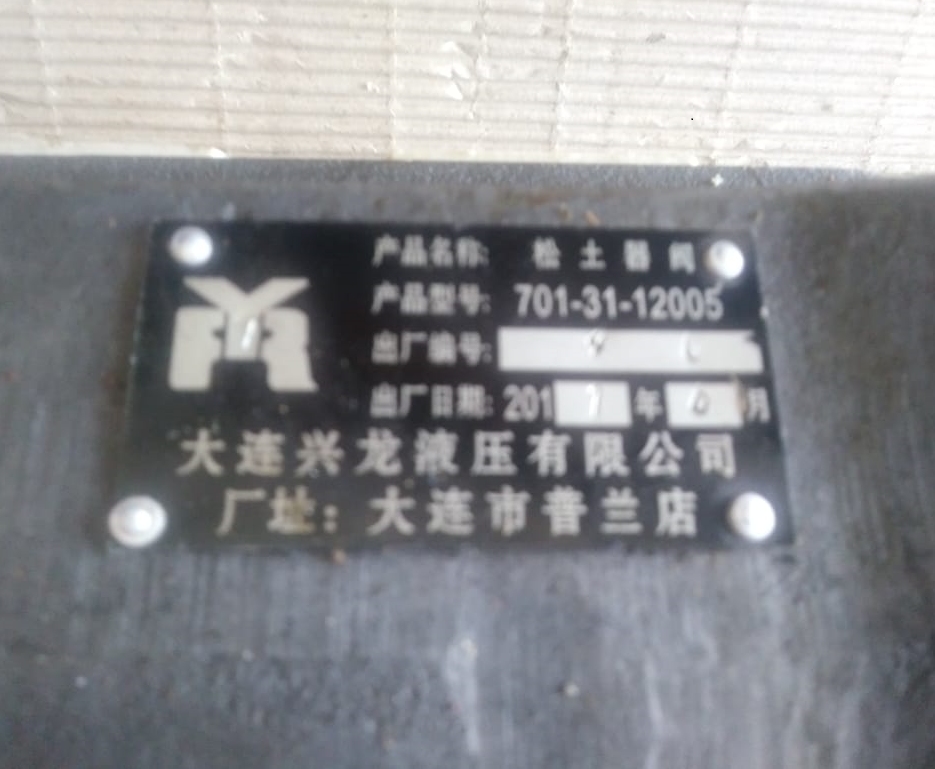 产品名称: 松土器阀
产品型号: 701-31-12005
出厂编号:
出厂日期: 201 年 月
大连兴龙液压有限公司
厂址: 大连市普兰店